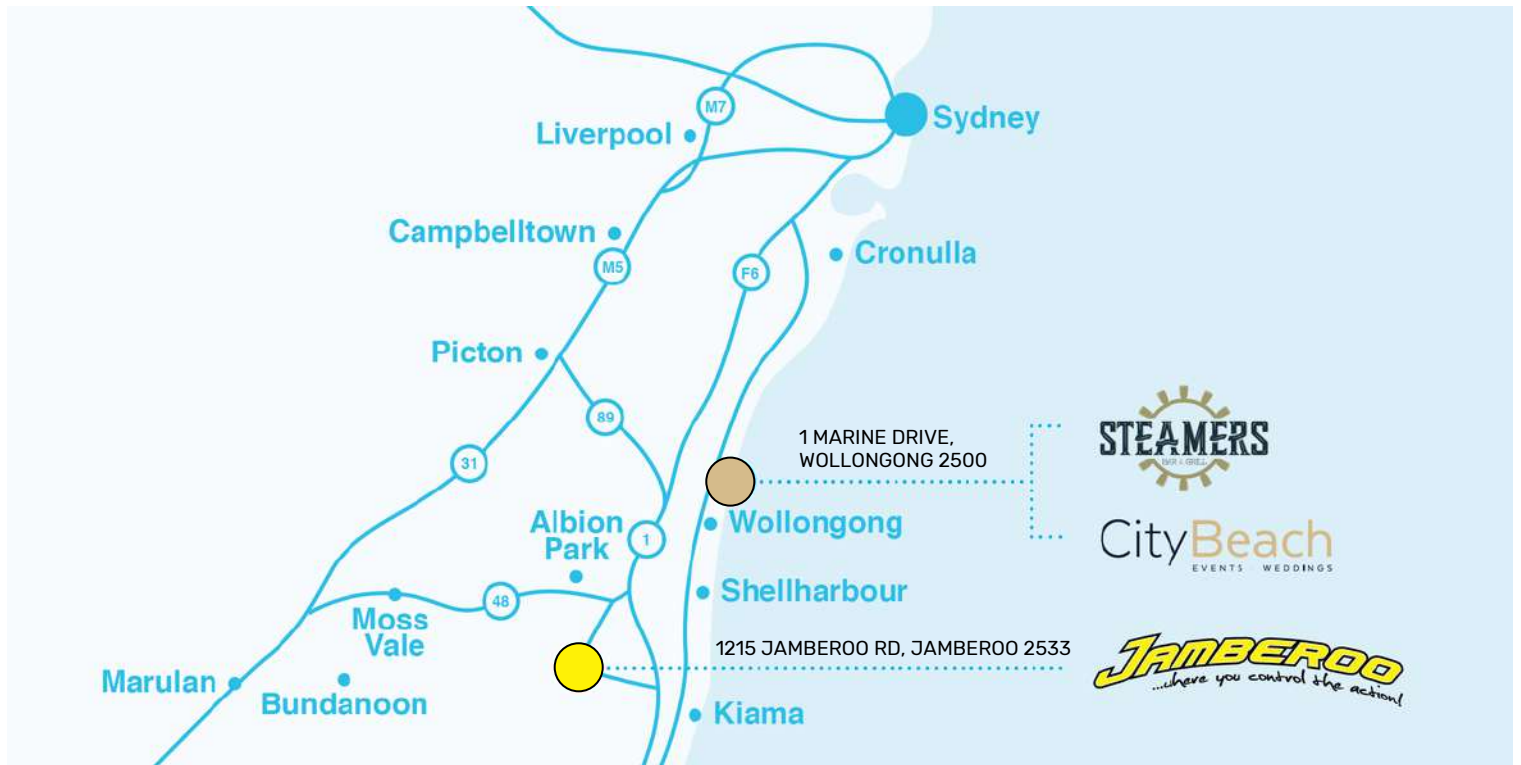 M7
Sydney
Liverpool
Campbelltown
Cronulla
M5
F6
Picton
89
1 MARINE DRIVE,
WOLLONGONG 2500
STEAMERS
BAR & GRILL
31
Albion
Park
1
Wollongong
CityBeach
EVENTS · WEDDINGS
Shellharbour
48
Moss
Vale
1215 JAMBEROO RD, JAMBEROO 2533
JAMBEROO
...where you control the action!
Marulan
Bundanoon
Kiama